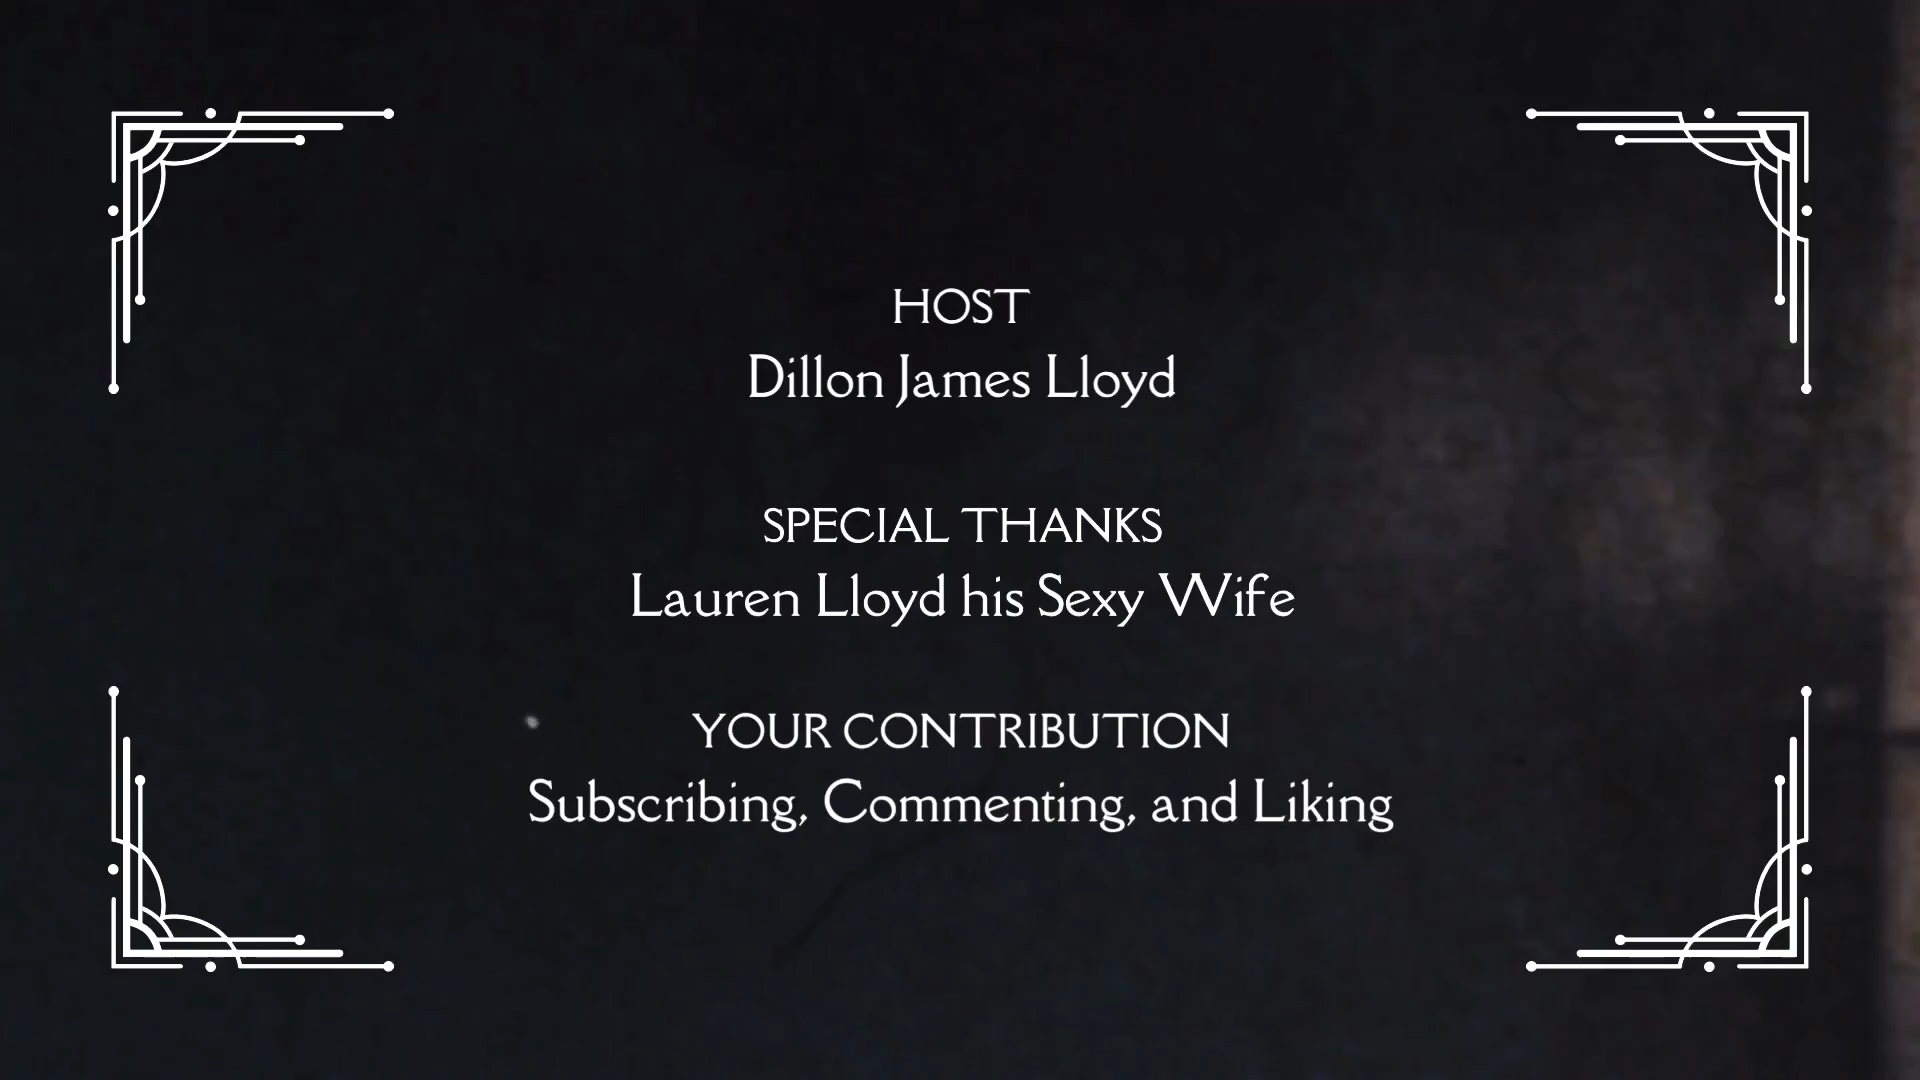 HOST
Dillon James Lloyd
SPECIAL THANKS
Lauren Lloyd his Sexy Wife
YOUR CONTRIBUTION
Subscribing, Commenting, and Liking